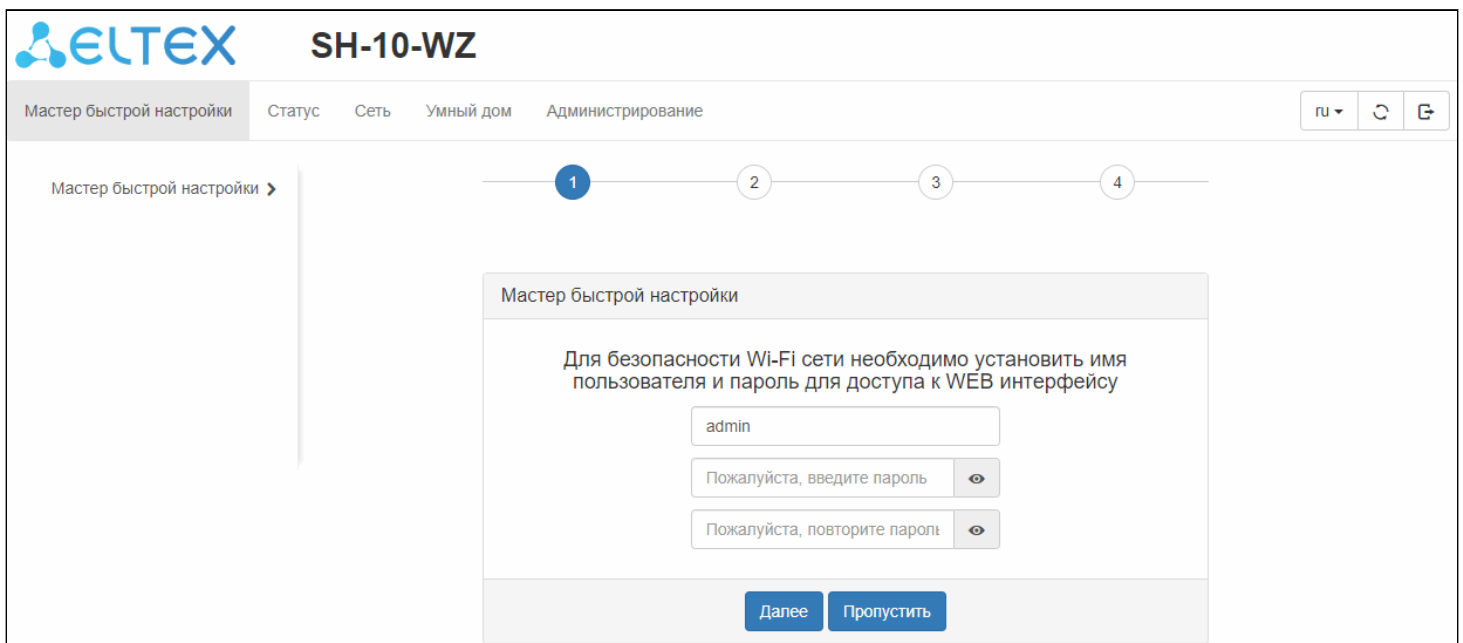 ELTEX SH-10-WZ
Мастер быстрой настройки Статус Сеть Умный дом Администрирование ru
Мастер быстрой настройки
1 2 3 4
Мастер быстрой настройки
Для безопасности Wi-Fi сети необходимо установить имя
пользователя и пароль для доступа к WEB интерфейсу
admin
Пожалуйста, введите пароль
Пожалуйста, повторите пароль
Далее Пропустить